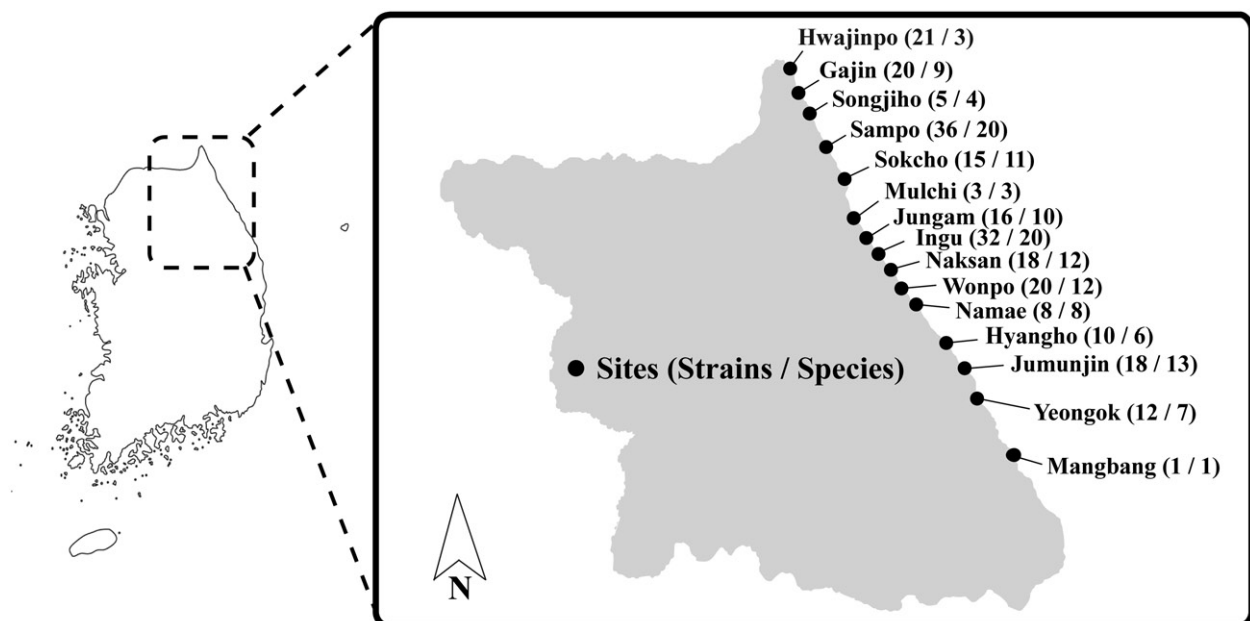 Hwajinpo (21 / 3)
Gajin (20 / 9)
Songjiho (5 / 4)
Sampo (36 / 20)
Sokcho (15 / 11)
Mulchi (3 / 3)
Jungam (16 / 10)
Ingu (32 / 20)
Naksan (18 / 12)
Wonpo (20 / 12)
Namae (8 / 8)
Hyangho (10 / 6)
Jumunjin (18 / 13)
Sites (Strains / Species)
Yeongok (12 / 7)
Mangbang (1 / 1)
N